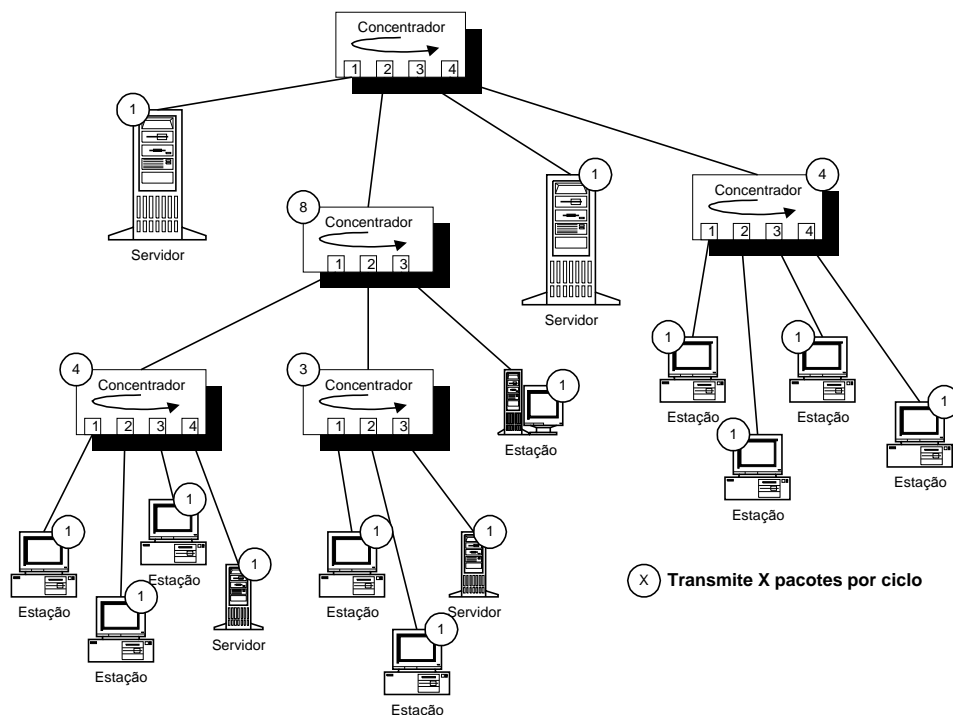 Concentrador
1 2 3 4
1
Servidor
8
Concentrador
1 2 3
1
Servidor
4
Concentrador
1 2 3 4
4
Concentrador
1 2 3 4
3
Concentrador
1 2 3
1
Estação
1
Estação
1
Estação
1
Estação
1
Estação
1
Estação
1
Estação
1
Estação
1
Servidor
1
Estação
1
Estação
1
Servidor
X Transmite X pacotes por ciclo